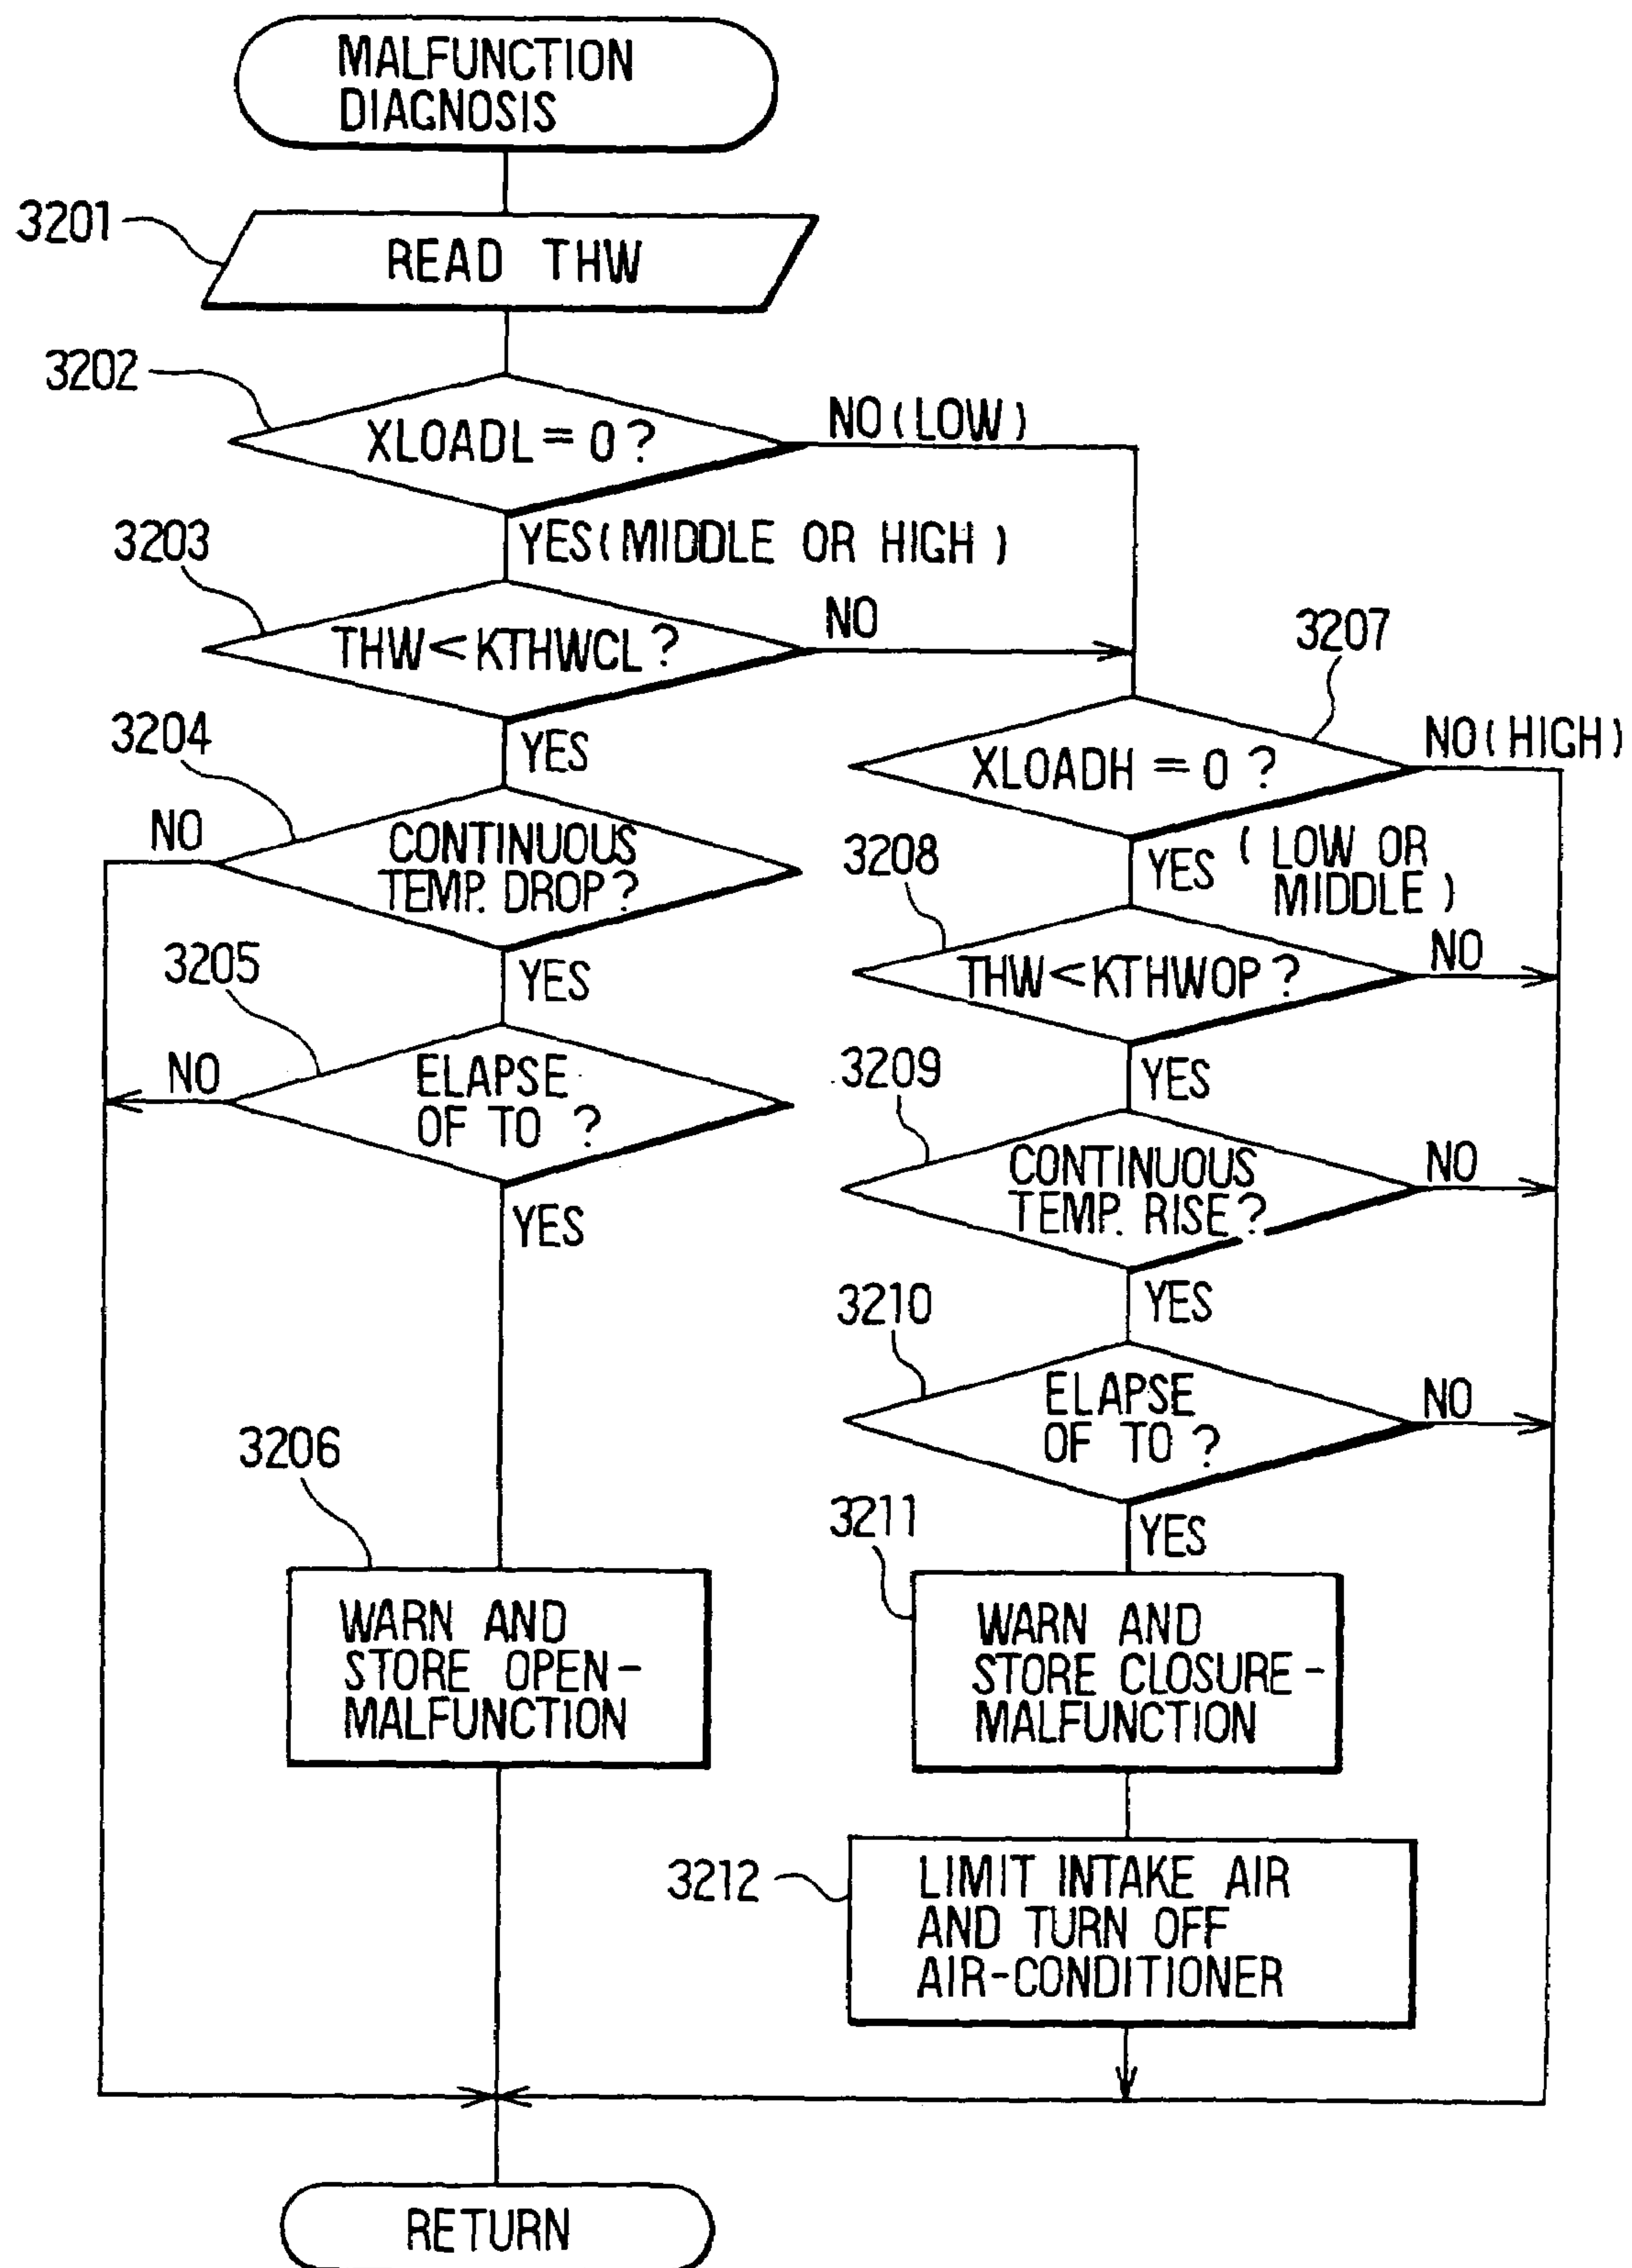 MALFUNCTION
DIAGNOSIS
3201
READ THW
3202
XLOADL = 0 ?
NO (LOW)
YES (MIDDLE OR HIGH)
3203
THW < KTHWCL ?
NO
YES
3204
CONTINUOUS
TEMP. DROP ?
NO
YES
3205
ELAPSE
OF TO ?
NO
YES
3206
WARN AND
STORE OPEN-
MALFUNCTION
3207
XLOADH = 0 ?
NO (HIGH)
YES (LOW OR
MIDDLE)
3208
THW < KTHWOP ?
NO
YES
3209
CONTINUOUS
TEMP. RISE ?
NO
YES
3210
ELAPSE
OF TO ?
NO
YES
3211
WARN AND
STORE CLOSURE-
MALFUNCTION
3212
LIMIT INTAKE AIR
AND TURN OFF
AIR-CONDITIONER
RETURN